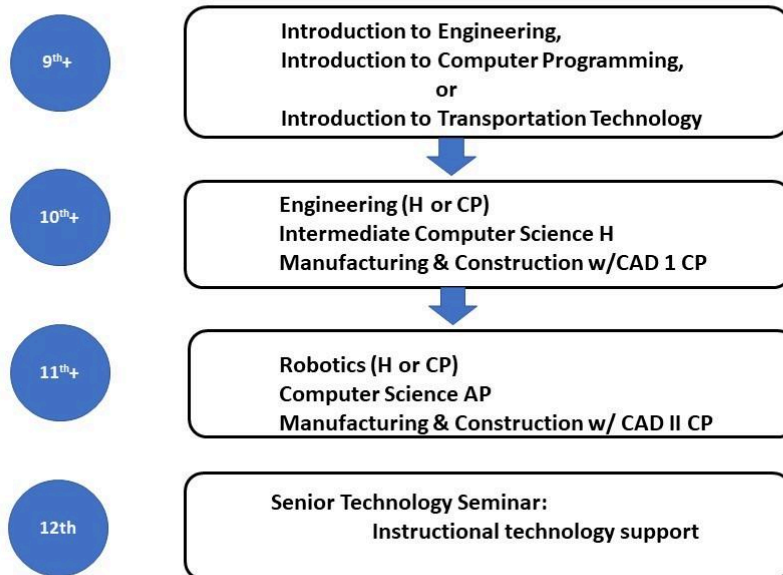 9th+
Introduction to Engineering,
Introduction to Computer Programming,
or
Introduction to Transportation Technology
10th+
Engineering (H or CP)
Intermediate Computer Science H
Manufacturing & Construction w/CAD 1 CP
11th+
Robotics (H or CP)
Computer Science AP
Manufacturing & Construction w/ CAD II CP
12th
Senior Technology Seminar:
Instructional technology support